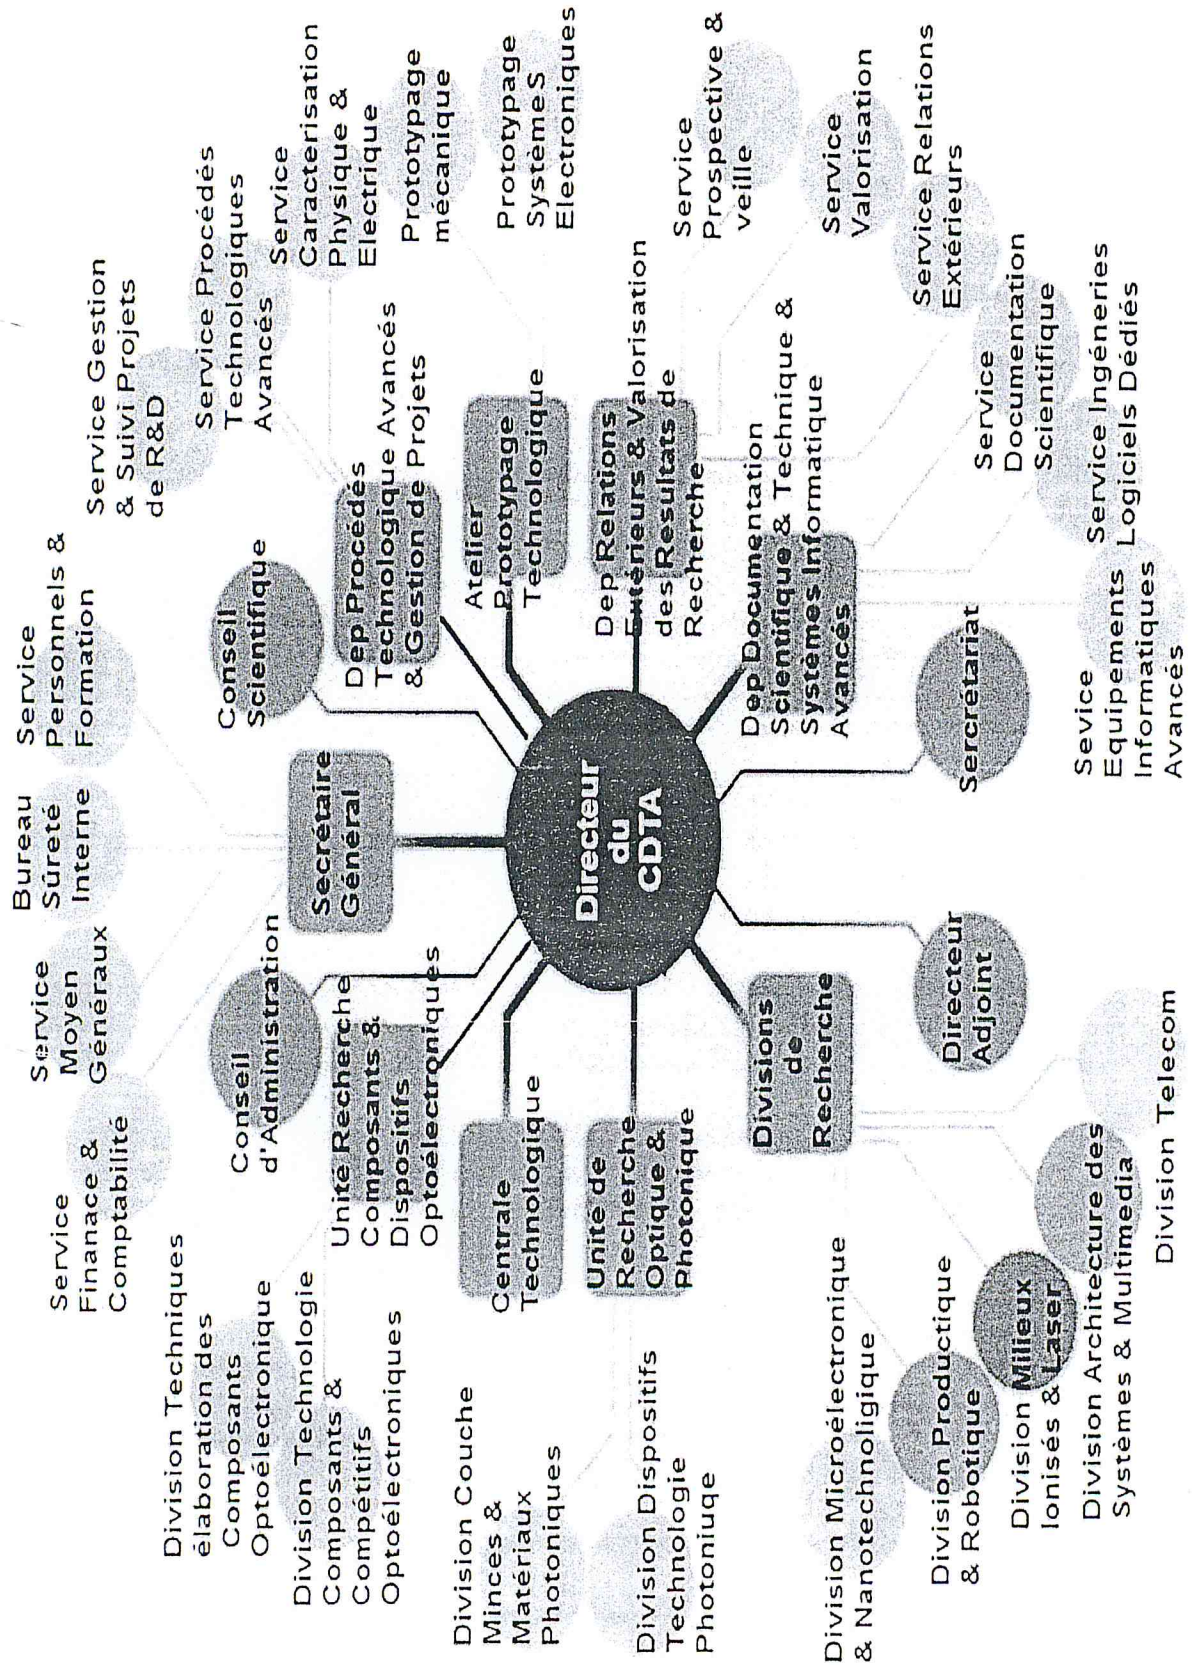 Service
Finanace &
Comptabilité
Service
Moyen
Généraux
Bureau
Sûreté
Interne
Service
Personnels &
Formation
Service Gestion
& Suivi Projets
de R&D
Service Procédés
Technologiques
Avancés
Service
Caractérisation
Physique &
Electrique
Prototypage
mécanique
Prototypage
Systèmes
Electroniques
Conseil
d'Administration
Secrétaire
Général
Conseil
Scientifique
Dep Procédés
Technologique Avancés
& Gestion de Projets
Division Techniques
élaboration des
Composants
Optoélectronique
Division Technologie
Composants &
Compétitifs
Optoélectroniques
Unité Recherche
Composants &
Dispositifs
Optoélectroniques
Centrale
Technologique
Atelier
Prototypage
Technologique
Division Couche
Minces &
Matériaux
Photoniques
Division Dispositifs
Technologie
Photoniuqe
Unité de
Recherche
Optique &
Photonique
Directeur
du
CDTA
Dep Relations
Extérieurs & Valorisation
des Resultats de
Recherche
Service
Prospective &
veille
Service
Valorisation
Service Relations
Extérieurs
Divisions
de
Recherche
Dep Documentation
Scientifique & Technique &
Systèmes Informatique
Avancés
Service
Documentation
Scientifique
Service Ingéneries
Logiciels Dédiés
Sevice
Equipements
Informatiques
Avancés
Directeur
Adjoint
Sercrétariat
Division Microélectronique
& Nanotechnoligique
Division Productique
& Robotique
Division Milieux
Ionisés & Laser
Division Architecture des
Systèmes & Multimedia
Division Telecom